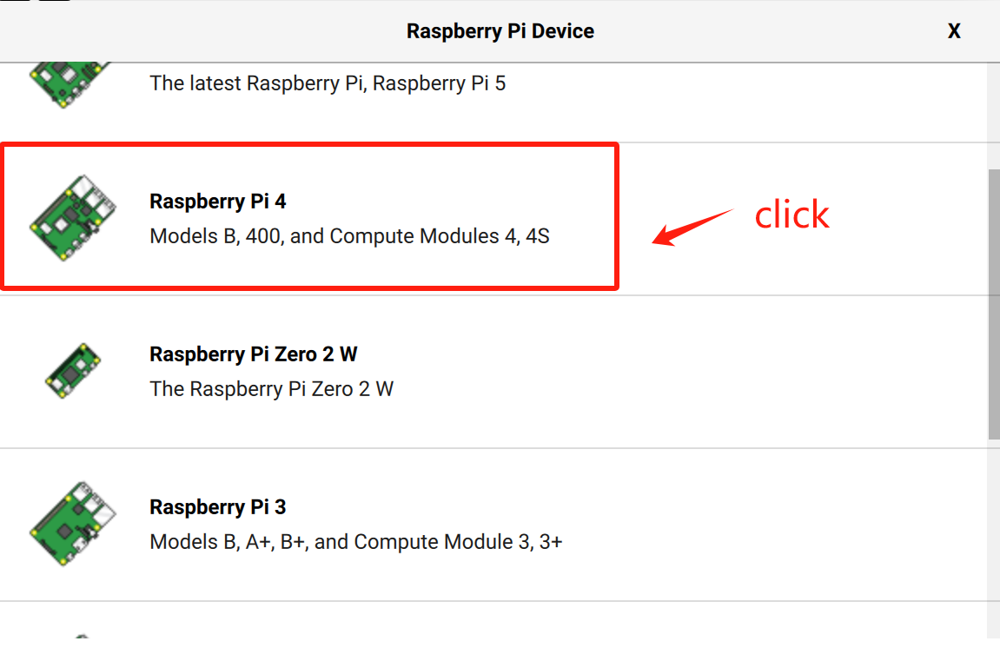 Raspberry Pi Device
X
The latest Raspberry Pi, Raspberry Pi 5
Raspberry Pi 4
Models B, 400, and Compute Modules 4, 4S
click
Raspberry Pi Zero 2 W
The Raspberry Pi Zero 2 W
Raspberry Pi 3
Models B, A+, B+, and Compute Module 3, 3+